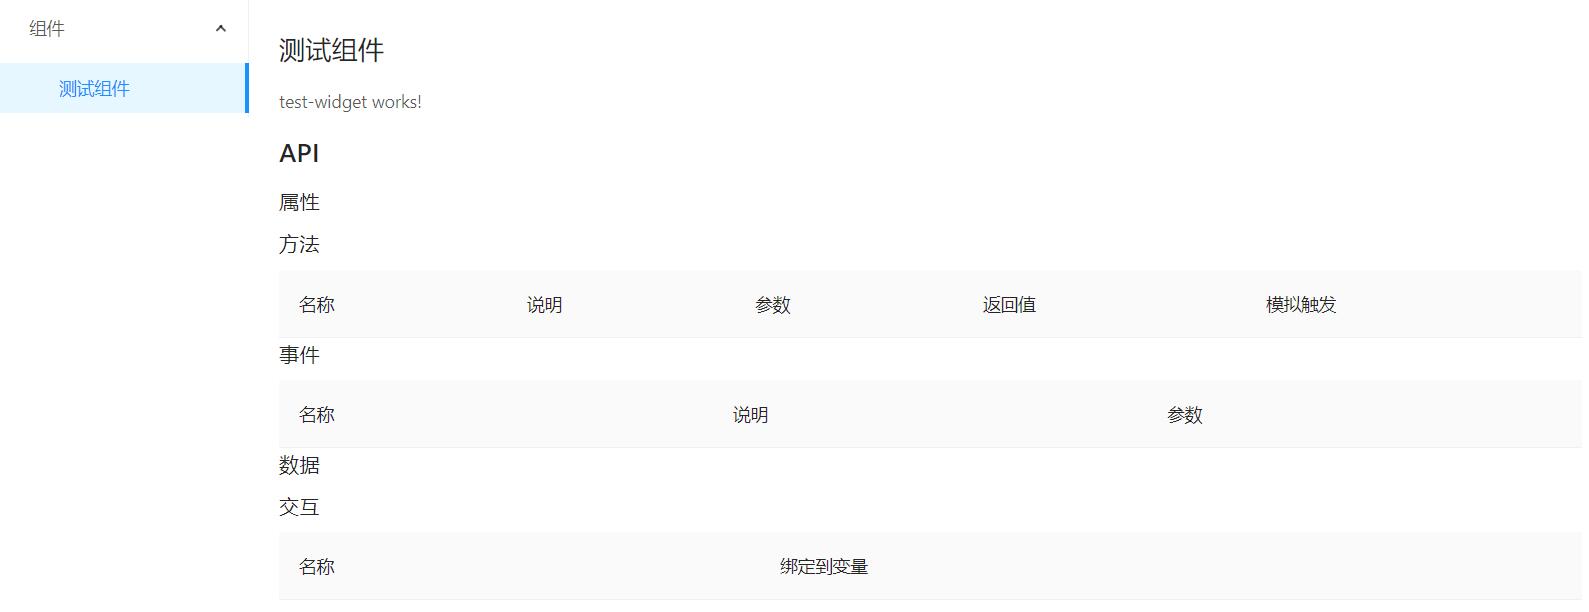 组件
测试组件
测试组件
test-widget works!
API
属性
方法
名称 说明 参数 返回值 模拟触发
事件
名称 说明 参数
数据
交互
名称 绑定到变量